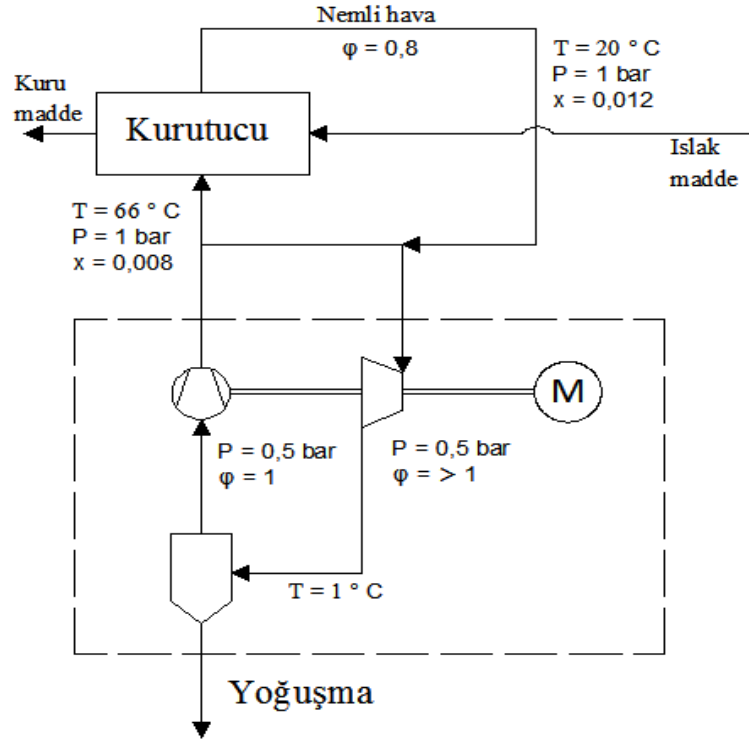 Nemli hava
φ = 0,8
T = 20 ° C
P = 1 bar
x = 0,012
Kuru
madde
Kurutucu
Islak
madde
T = 66 ° C
P = 1 bar
x = 0,008
M
P = 0,5 bar
φ = 1
P = 0,5 bar
φ = > 1
T = 1 ° C
Yoğuşma